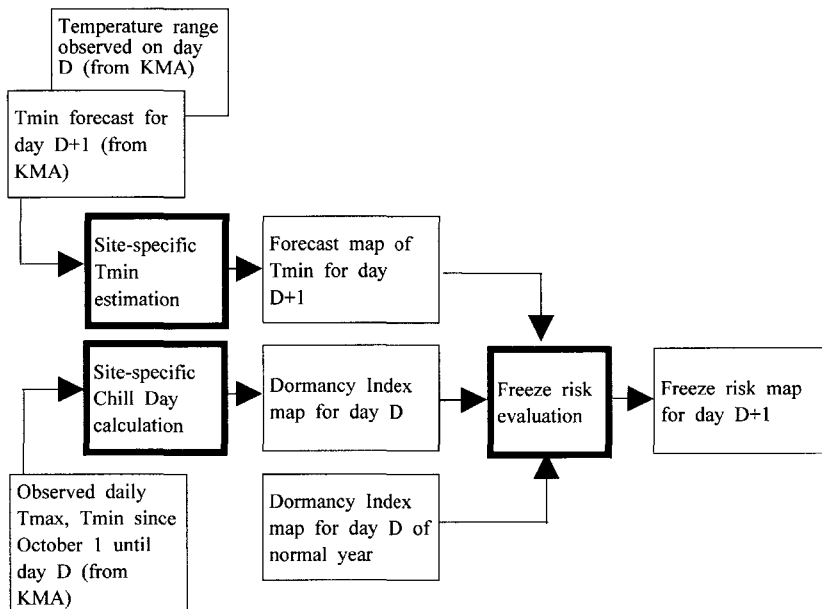 Temperature range
observed on day
D (from KMA)
Tmin forecast for
day D+1 (from
KMA)
Site-specific
Tmin
estimation
Forecast map of
Tmin for day
D+1
Site-specific
Chill Day
calculation
Dormancy Index
map for day D
Freeze risk
evaluation
Freeze risk map
for day D+1
Observed daily
Tmax, Tmin since
October 1 until
day D (from
KMA)
Dormancy Index
map for day D of
normal year